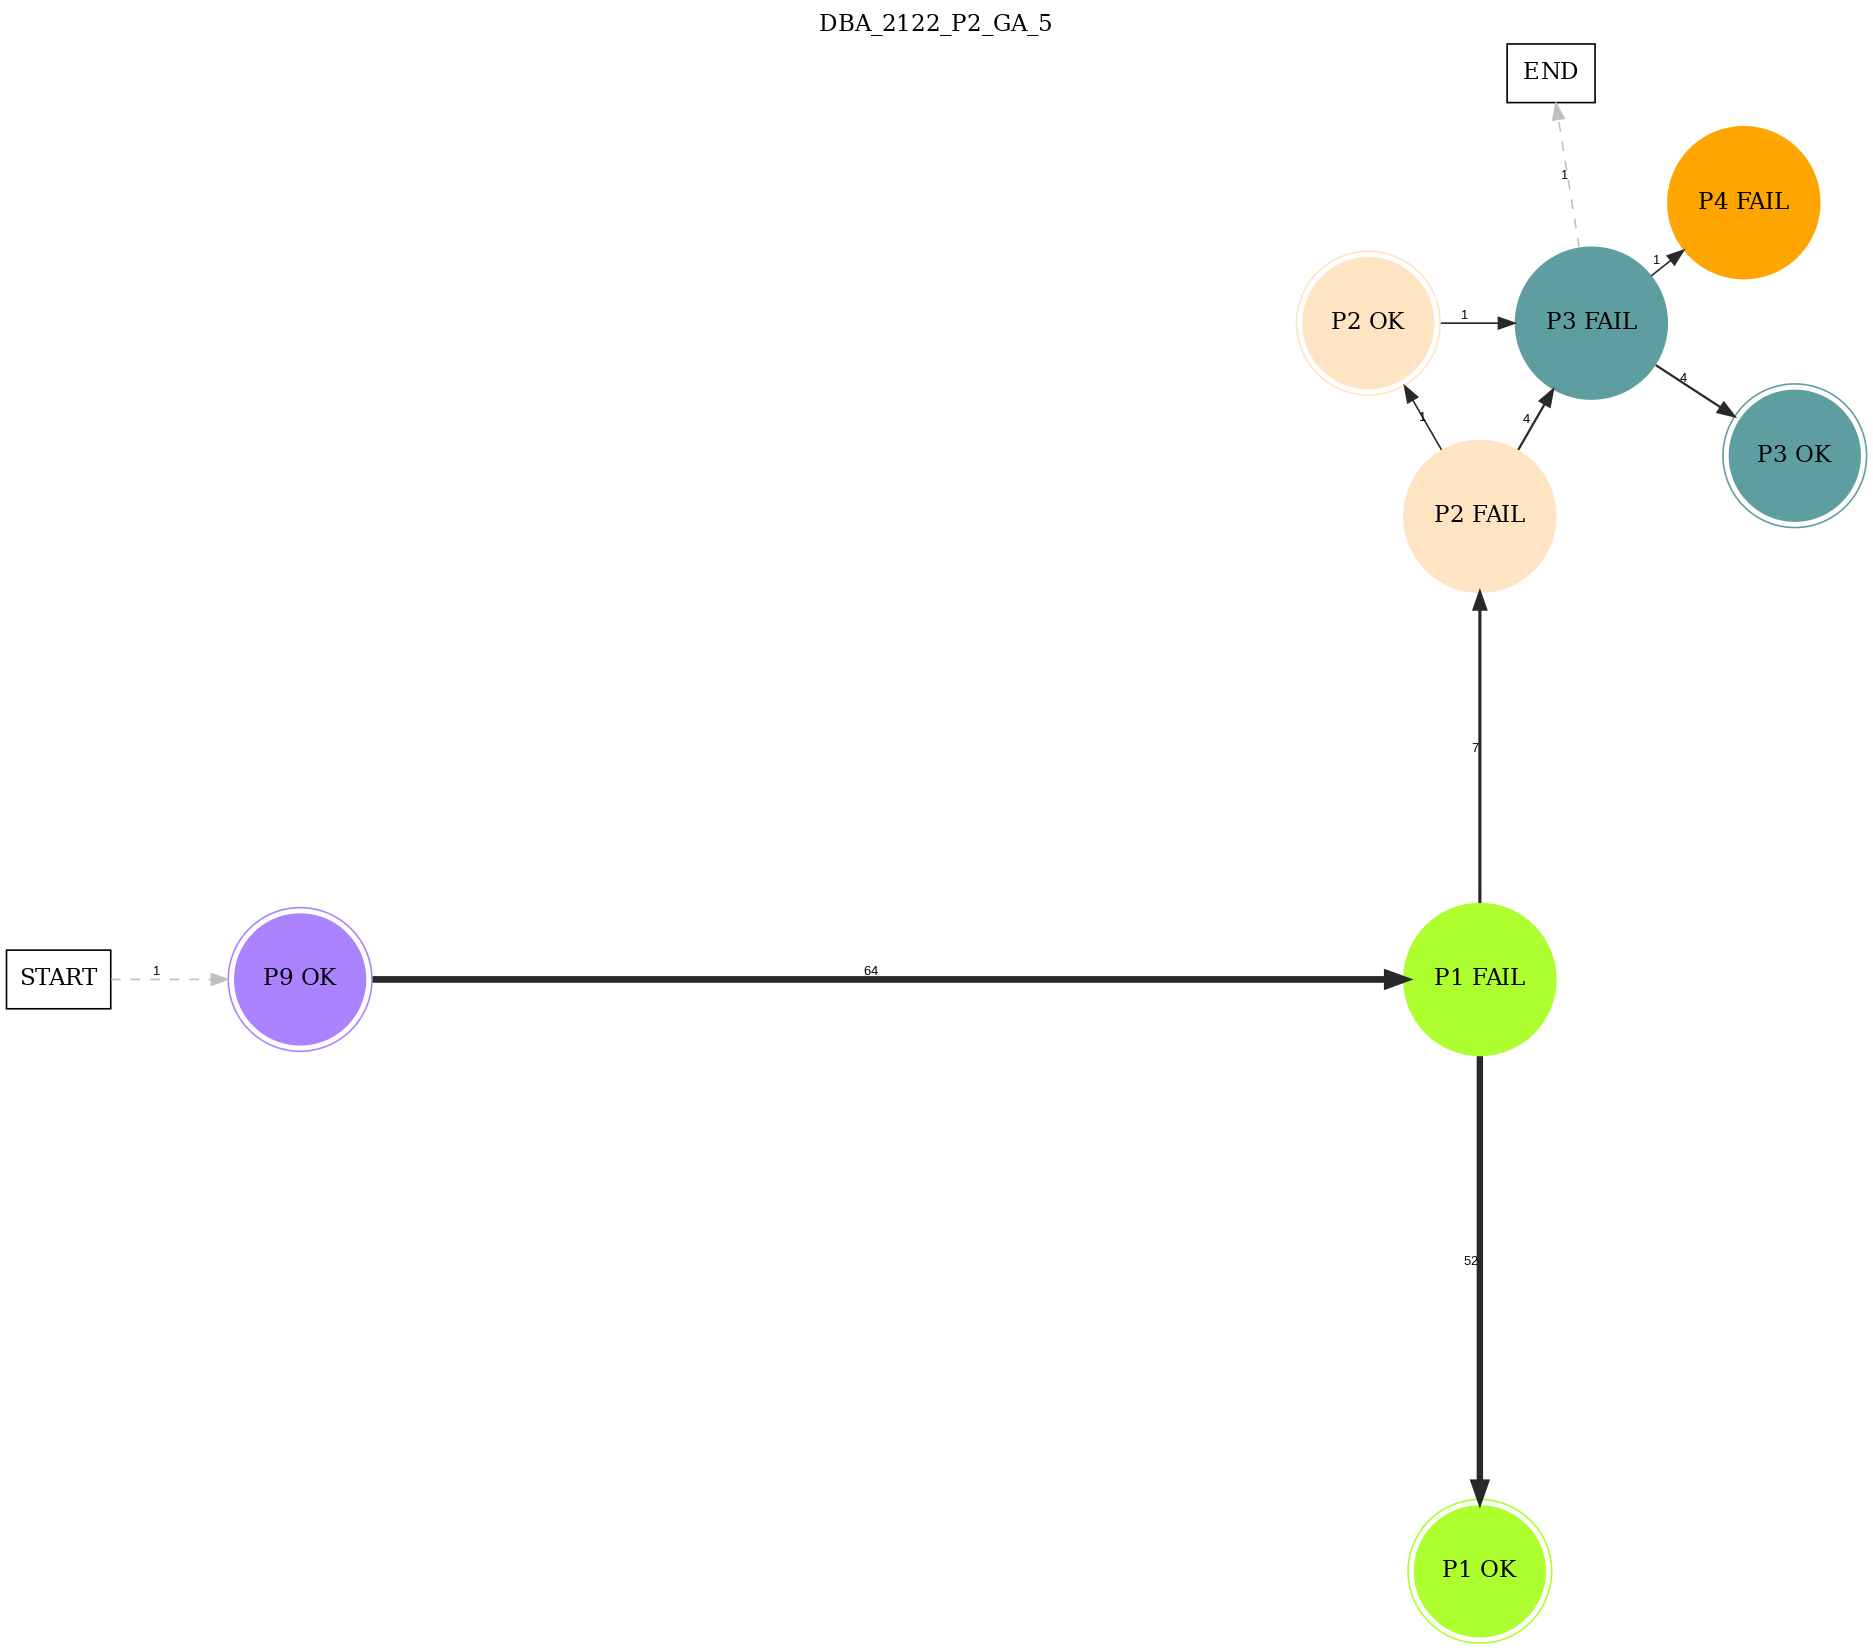 DBA_2122_P2_GA_5
END
1
P4 FAIL
1
P2 OK
1
P3 FAIL
4
P3 OK
1
4
P2 FAIL
7
START
1
P9 OK
64
P1 FAIL
52
P1 OK